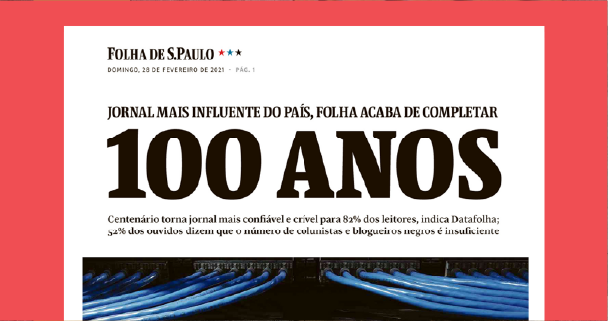 FOLHA DE S.PAULO ★★★
DOMINGO, 28 DE FEVEREIRO DE 2021 • PÁG. 1
JORNAL MAIS INFLUENTE DO PAÍS, FOLHA ACABA DE COMPLETAR
100 ANOS
Centenário torna jornal mais confiável e crível para 82% dos leitores, indica Datafolha;
52% dos ouvidos dizem que o número de colunistas e blogueiros negros é insuficiente